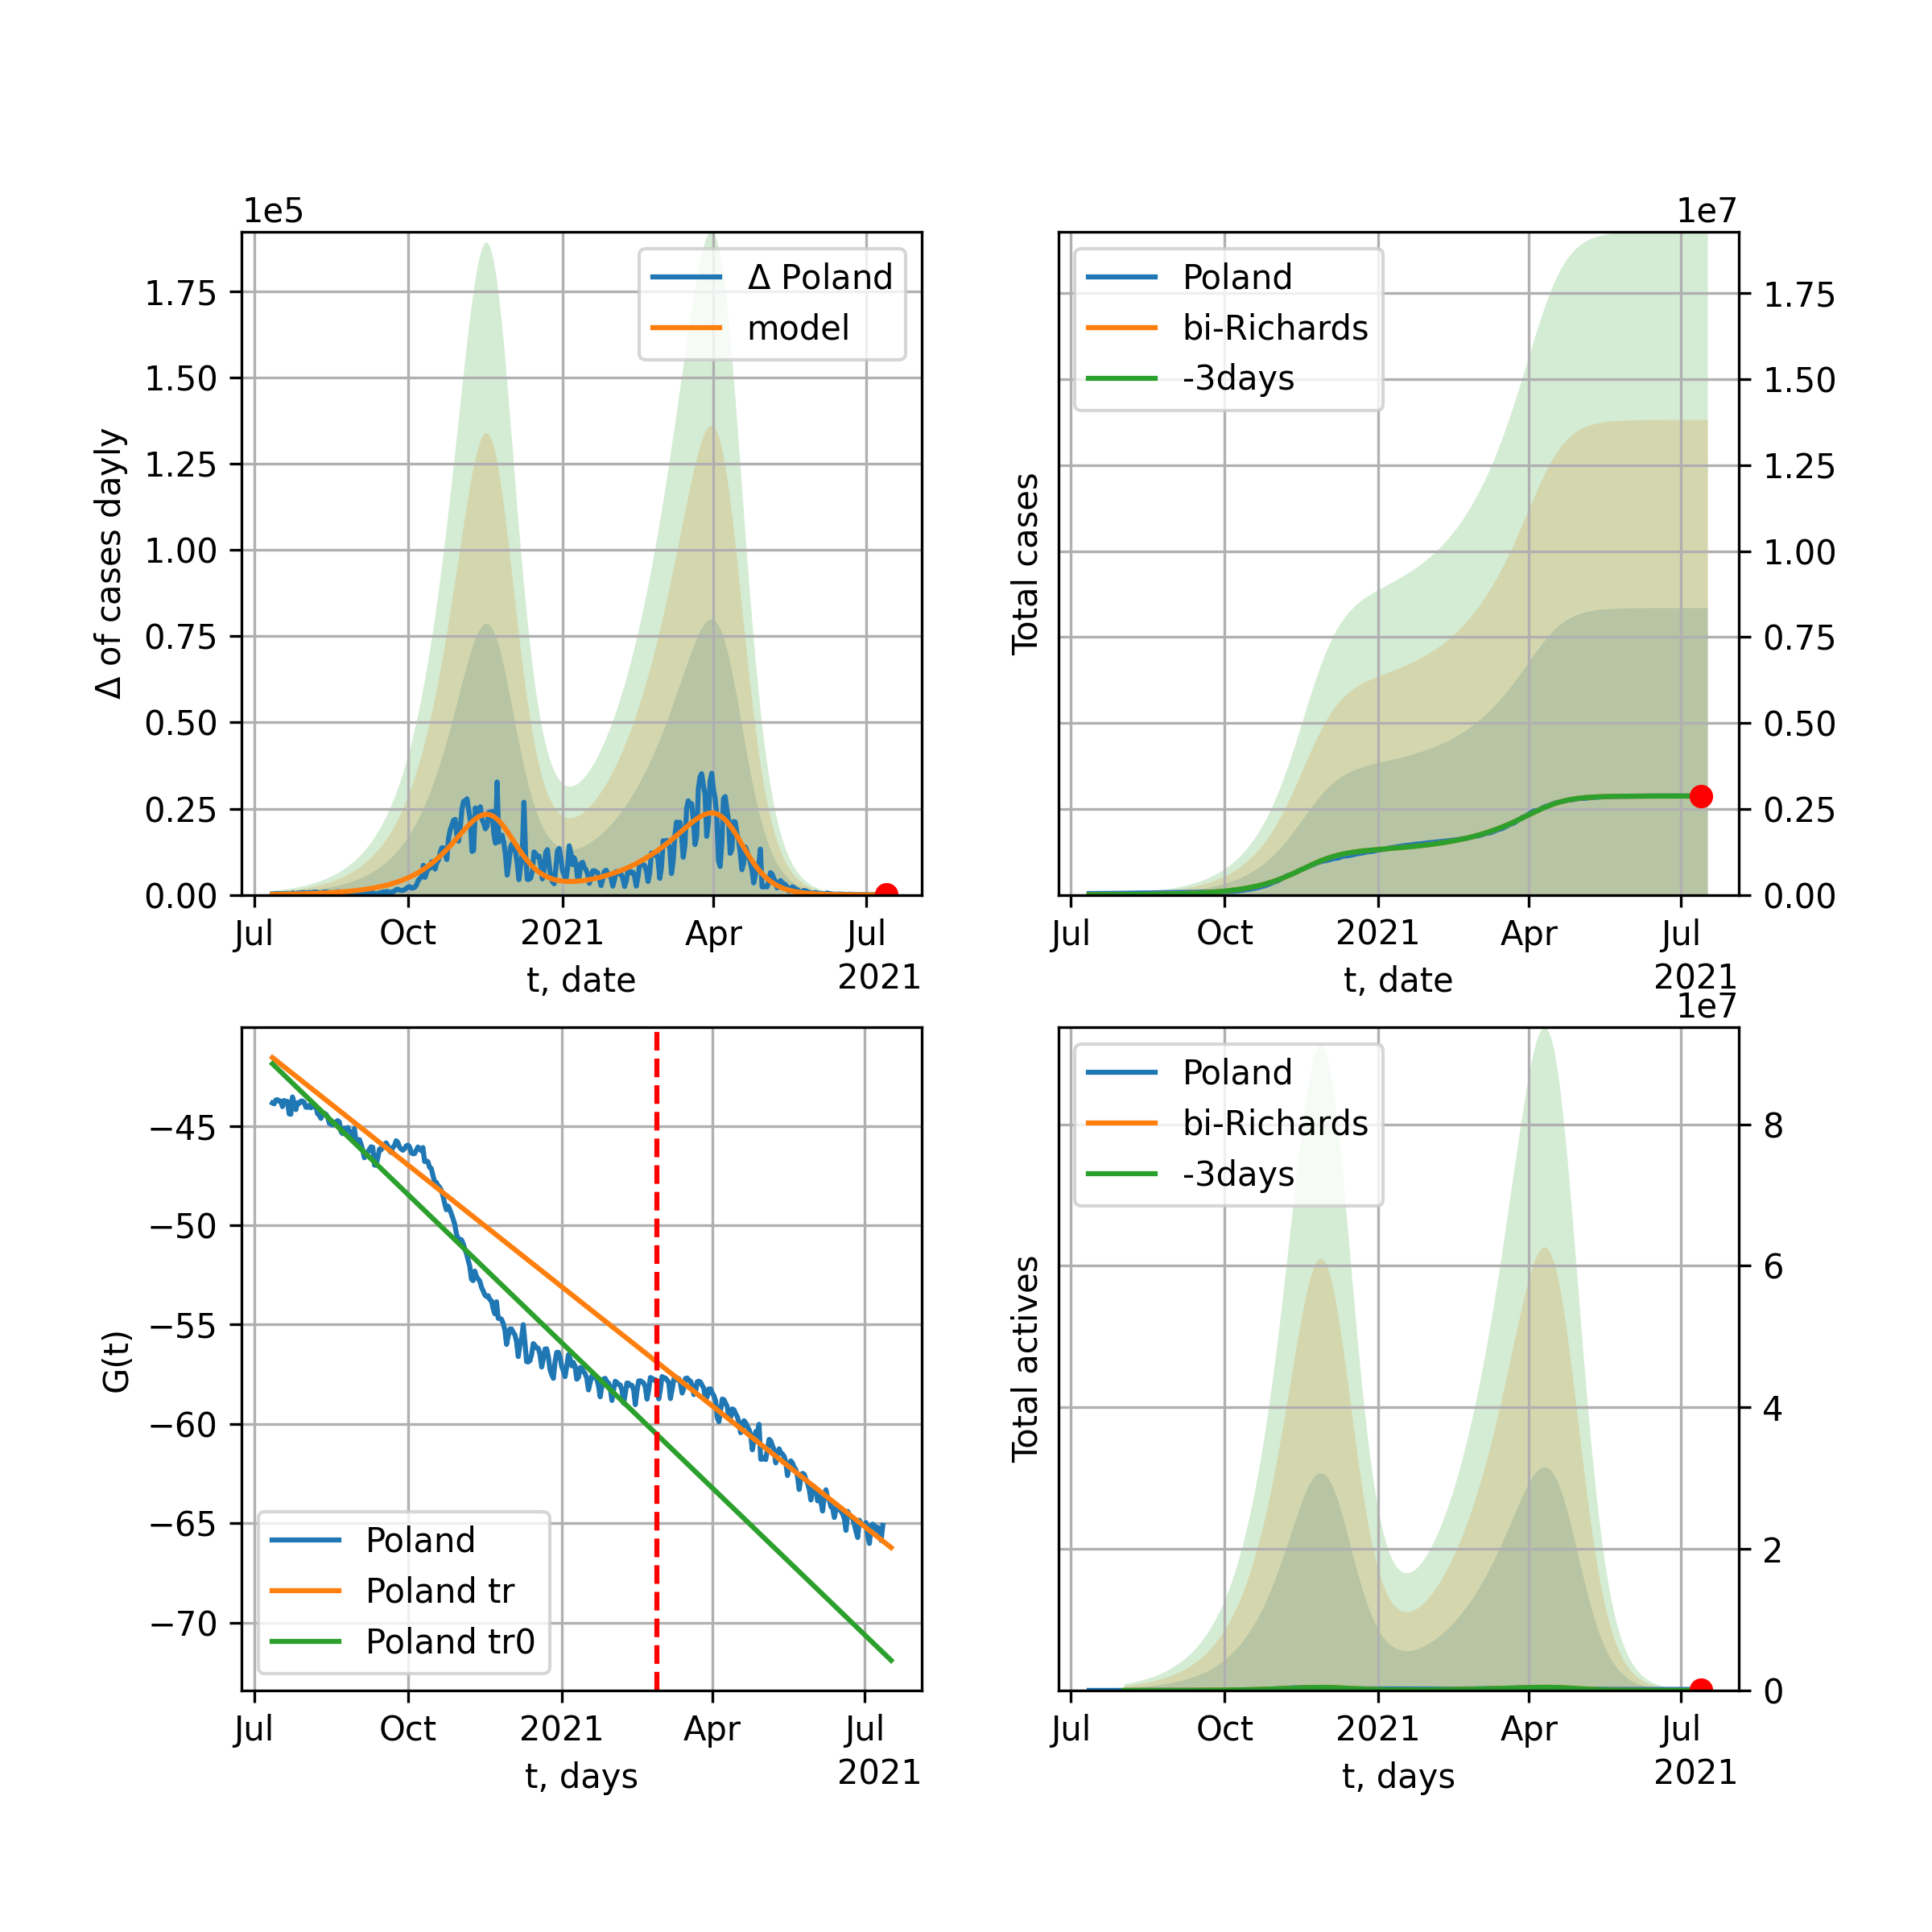 1e5
Δ of cases dayly
1.75
1.50
1.25
1.00
0.75
0.50
0.25
0.00
Δ Poland
model
Jul
Oct
2021
Apr
Jul
2021
t, date
1e7
Total cases
Poland
bi-Richards
-3days
1.75
1.50
1.25
1.00
0.75
0.50
0.25
0.00
Jul
Oct
2021
Apr
Jul
2021
t, date
G(t)
−45
−50
−55
−60
−65
−70
Poland
Poland tr
Poland tr0
Jul
Oct
2021
Apr
Jul
2021
t, days
1e7
Total actives
Poland
bi-Richards
-3days
8
6
4
2
0
Jul
Oct
2021
Apr
Jul
2021
t, days